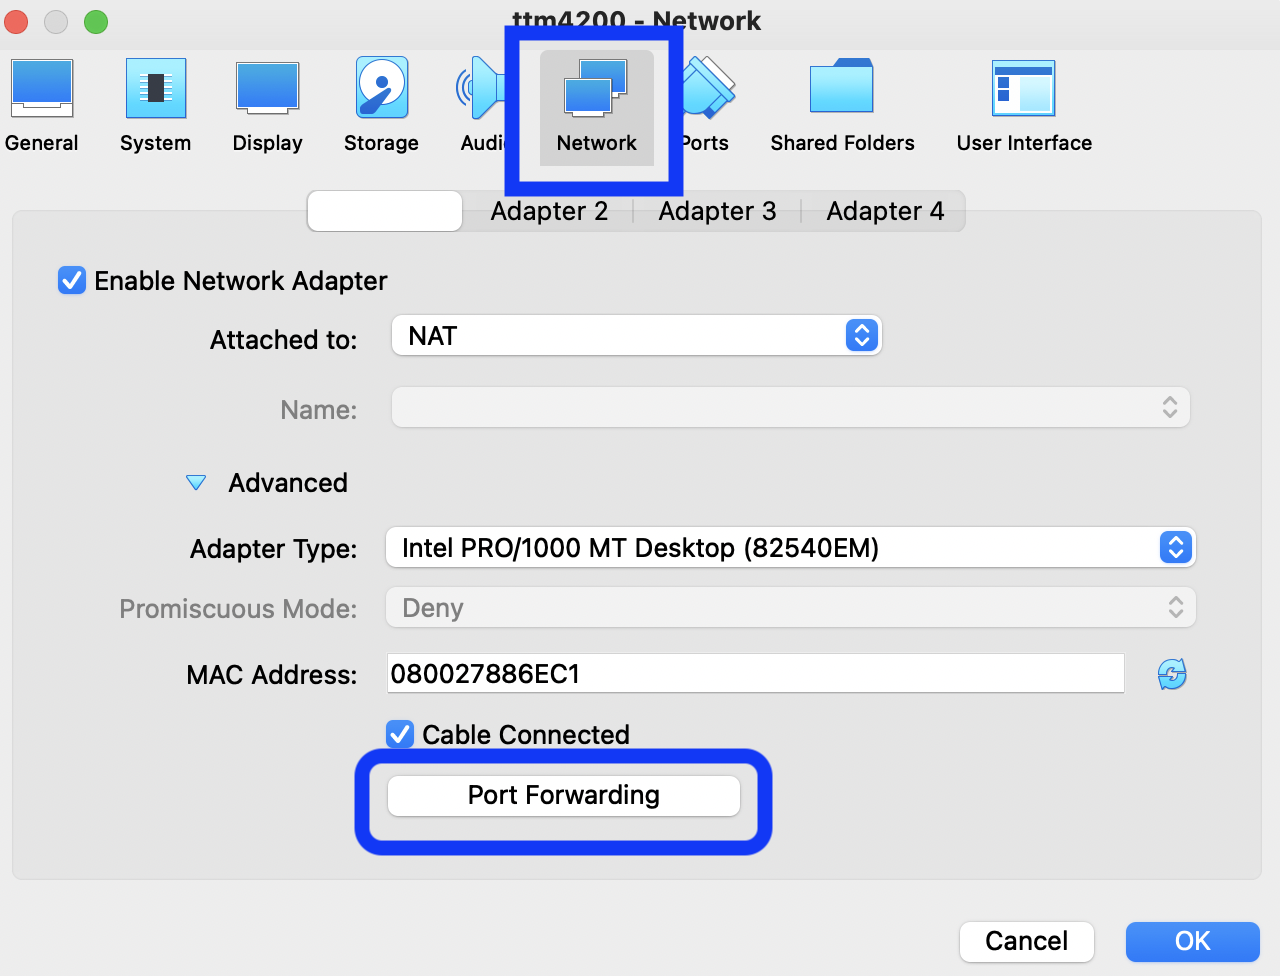 ttm4200 - Network
General System Display Storage Audio Network Ports Shared Folders User Interface
Adapter 2 Adapter 3 Adapter 4
Enable Network Adapter
Attached to: NAT
Name:
Advanced
Adapter Type: Intel PRO/1000 MT Desktop (82540EM)
Promiscuous Mode: Deny
MAC Address: 080027886EC1
Cable Connected
Port Forwarding
Cancel OK